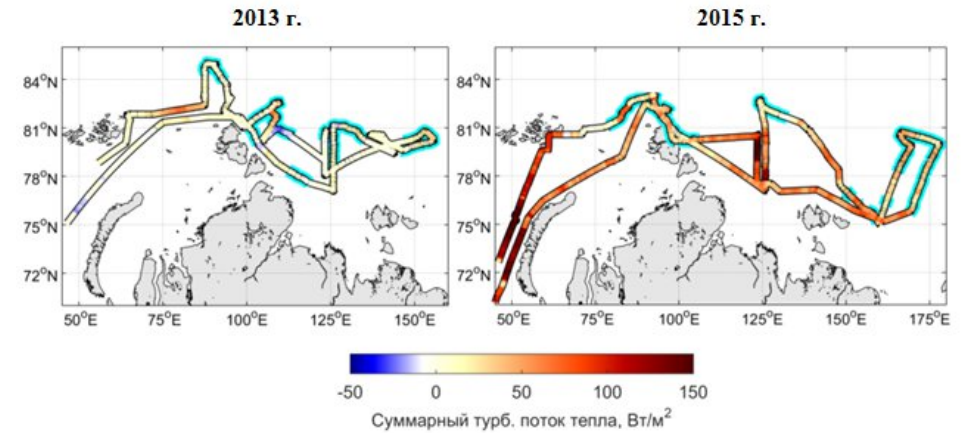 2013 г. 2015 г.
84°N 84°N
81°N 81°N
78°N 78°N
75°N 75°N
72°N 72°N
50°E 75°E 100°E 125°E 150°E 50°E 75°E 100°E 125°E 150°E 175°E
-50 0 50 100 150
Суммарный турб. поток тепла, Вт/м²